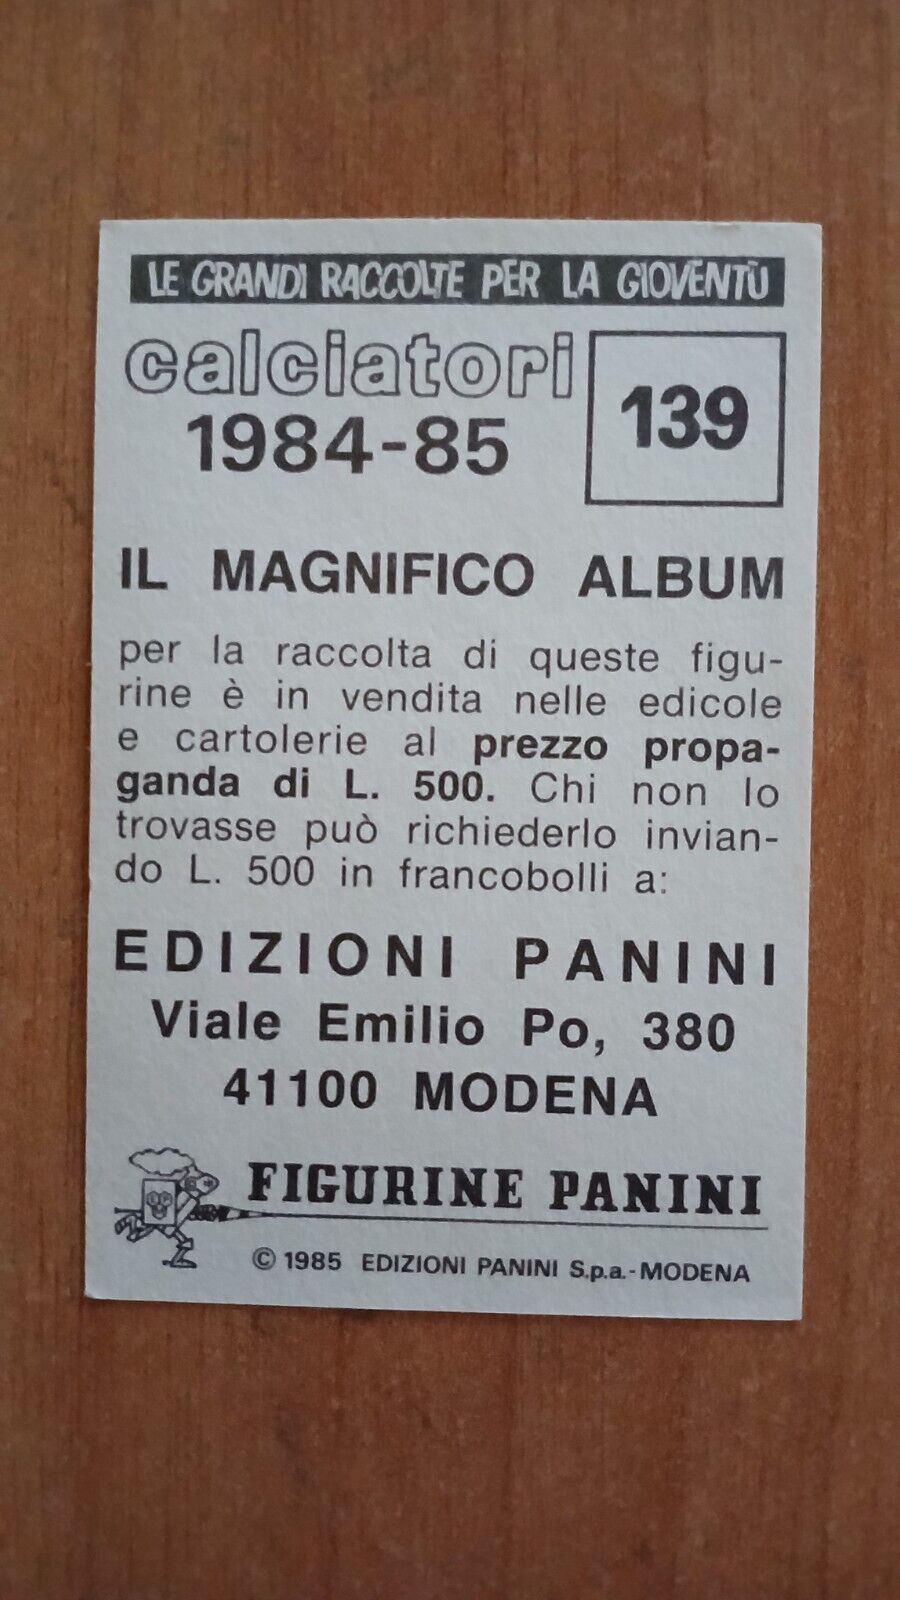 LE GRANDI RACCOLTE PER LA GIOVENTÙ
calciatori
1984-85
139
IL MAGNIFICO ALBUM
per la raccolta di queste figu-
rine è in vendita nelle edicole
e cartolerie al prezzo propa-
ganda di L. 500. Chi non lo
trovasse può richiederlo invian-
do L. 500 in francobolli a:
EDIZIONI PANINI
Viale Emilio Po, 380
41100 MODENA
FIGURINE PANINI
© 1985 EDIZIONI PANINI S.p.a.-MODENA